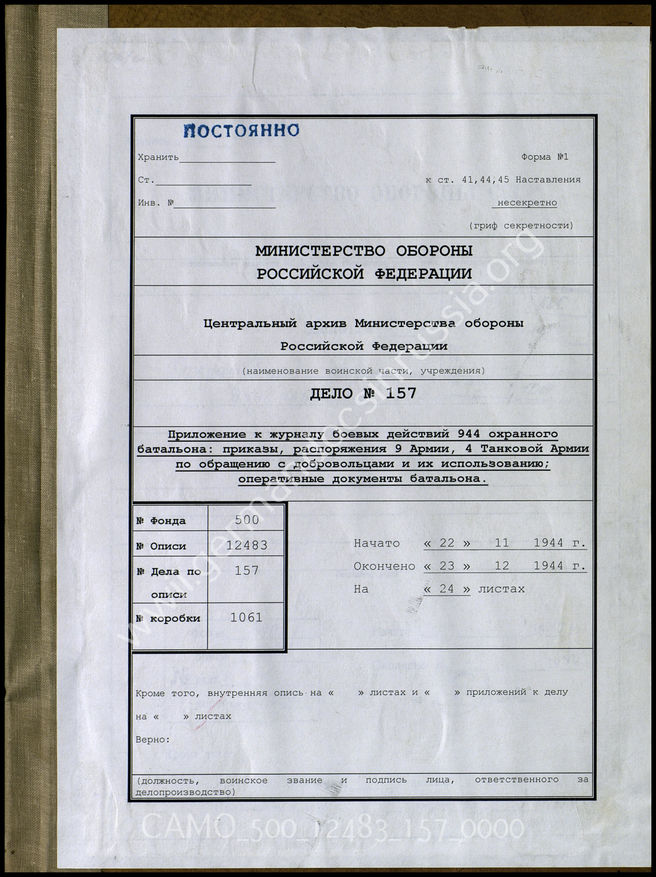 ПОСТОЯННО
Хранить
Форма №1
Ст.
к ст. 41,44,45 Наставления
Инв. №
несекретно
(гриф секретности)
МИНИСТЕРСТВО ОБОРОНЫ
РОССИЙСКОЙ ФЕДЕРАЦИИ
Центральный архив Министерства обороны
Российской Федерации
(наименование воинской части, учреждения)
ДЕЛО № 157
Приложение к журналу боевых действий 944 охранного
батальона: приказы, распоряжения 9 Армии, 4 Танковой Армии
по обращению с добровольцами и их использованию;
оперативные документы батальона.
№ Фонда 500
№ Описи 12483
№ Дела по 157
описи
№ коробки 1061
Начато « 22 » 11 1944 г.
Окончено « 23 » 12 1944 г.
На « 24 » листах
Кроме того, внутренняя опись на « » листах и « » приложений к делу
на « » листах
Верно:
(должность, воинское звание и подпись лица, ответственного за
делопроизводство)
www.germandocsinrussia.org
CAMO_500_12483_157_0000